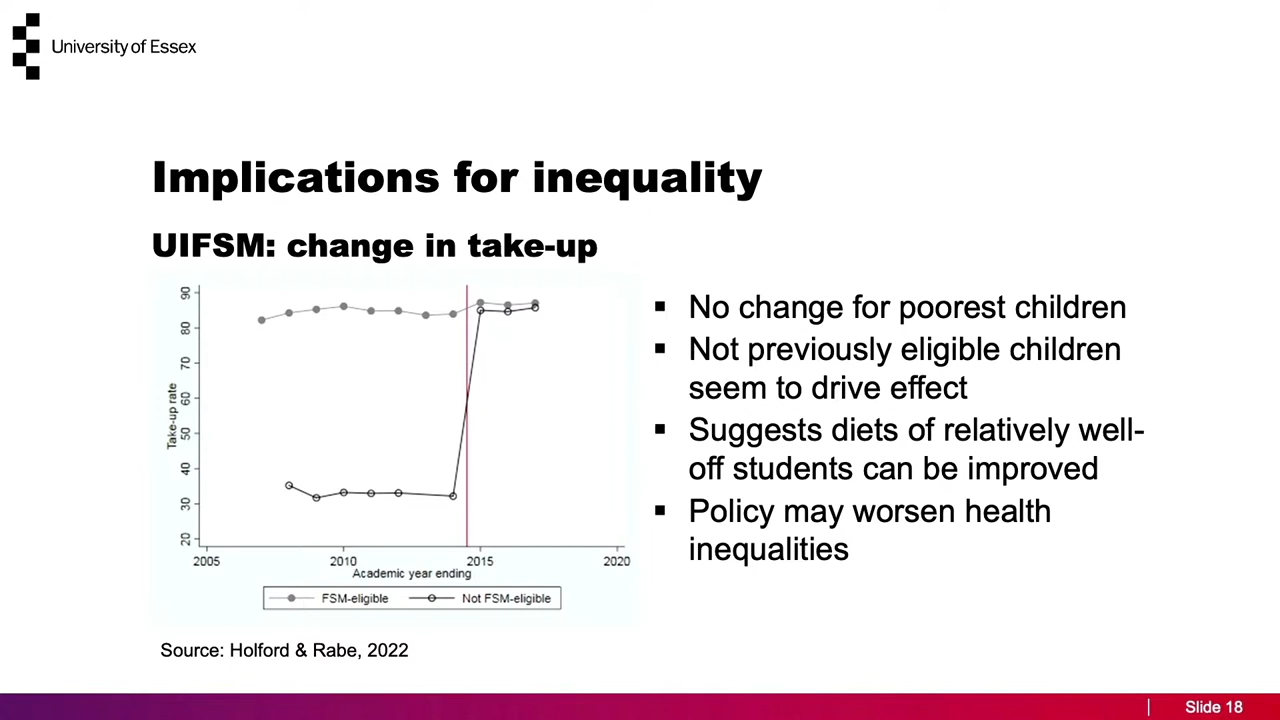 University of Essex
Implications for inequality
UIFSM: change in take-up
90
80
70
60
50
40
30
20
Take-up rate
2005
2010
2015
2020
Academic year ending
FSM-eligible
Not FSM-eligible
▪ No change for poorest children
▪ Not previously eligible children
seem to drive effect
▪ Suggests diets of relatively well-
off students can be improved
▪ Policy may worsen health
inequalities
Source: Holford & Rabe, 2022
Slide 18